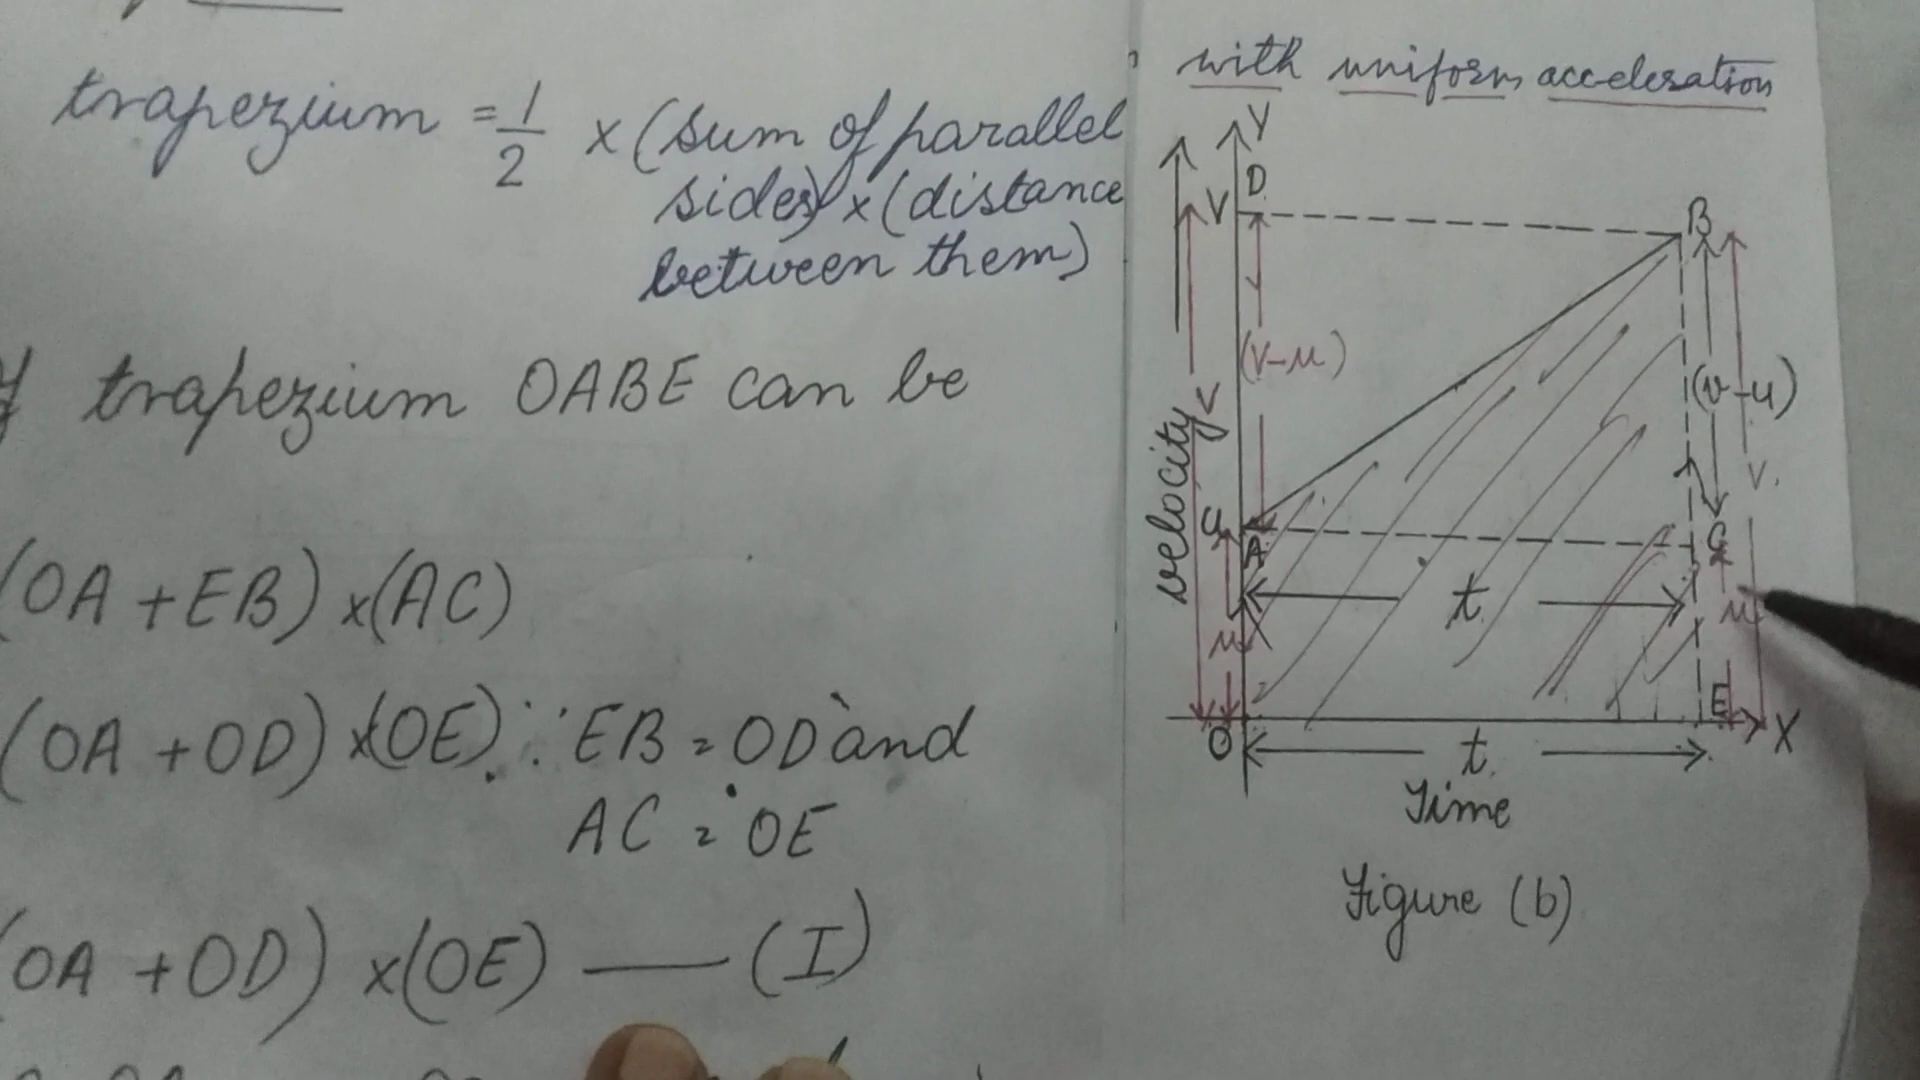 trapezium = 1/2 × (sum of parallel
sides) × (distance
between them)
trapezium OABE can be
(OA + EB) × (AC)
(OA + OD) × (OE) ∵ EB = OD and
AC = OE
(OA + OD) × (OE) — (I)
with uniform acceleration
Y
D
V
B
(v-u)
(v-u)
velocity
V
v.
u
A
C
t
u
u
E
O
X
t
Time
Figure (b)